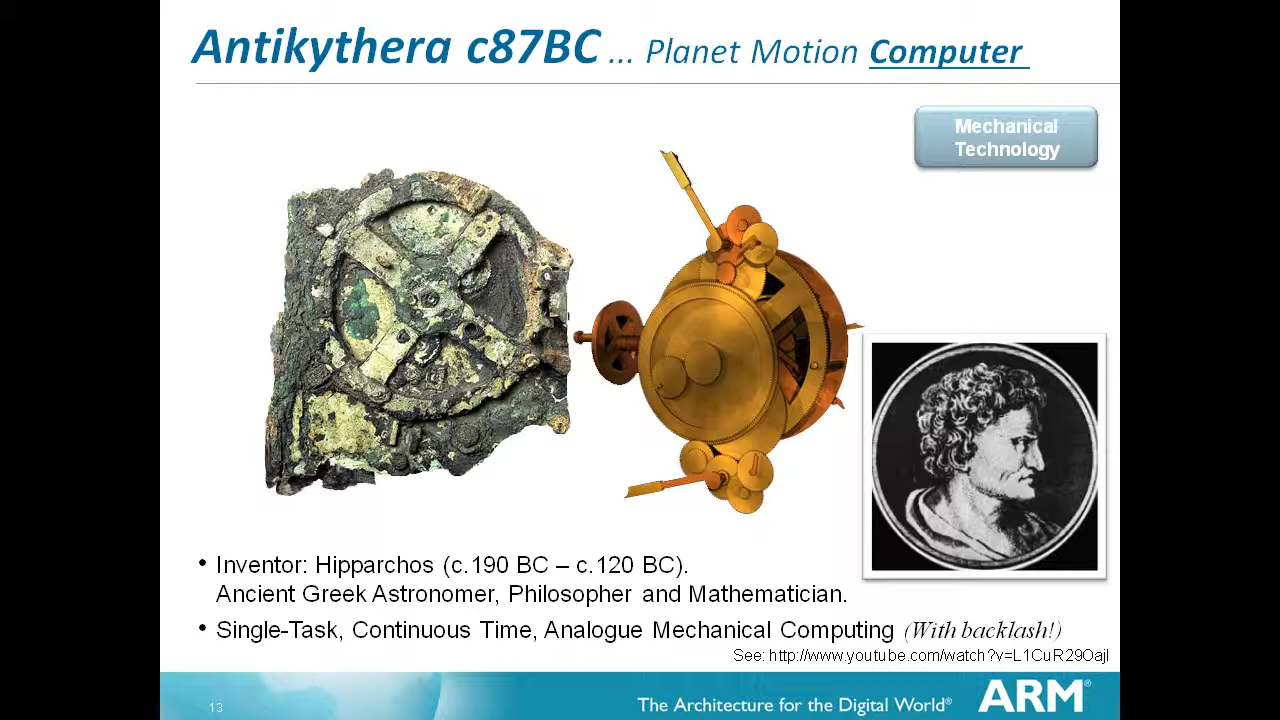 Antikythera c87BC ... Planet Motion Computer
Mechanical
Technology
• Inventor: Hipparchos (c.190 BC – c.120 BC).
Ancient Greek Astronomer, Philosopher and Mathematician.
• Single-Task, Continuous Time, Analogue Mechanical Computing (With backlash!)
See: http://www.youtube.com/watch?v=L1CuR29OajI
13
The Architecture for the Digital World®
ARM®